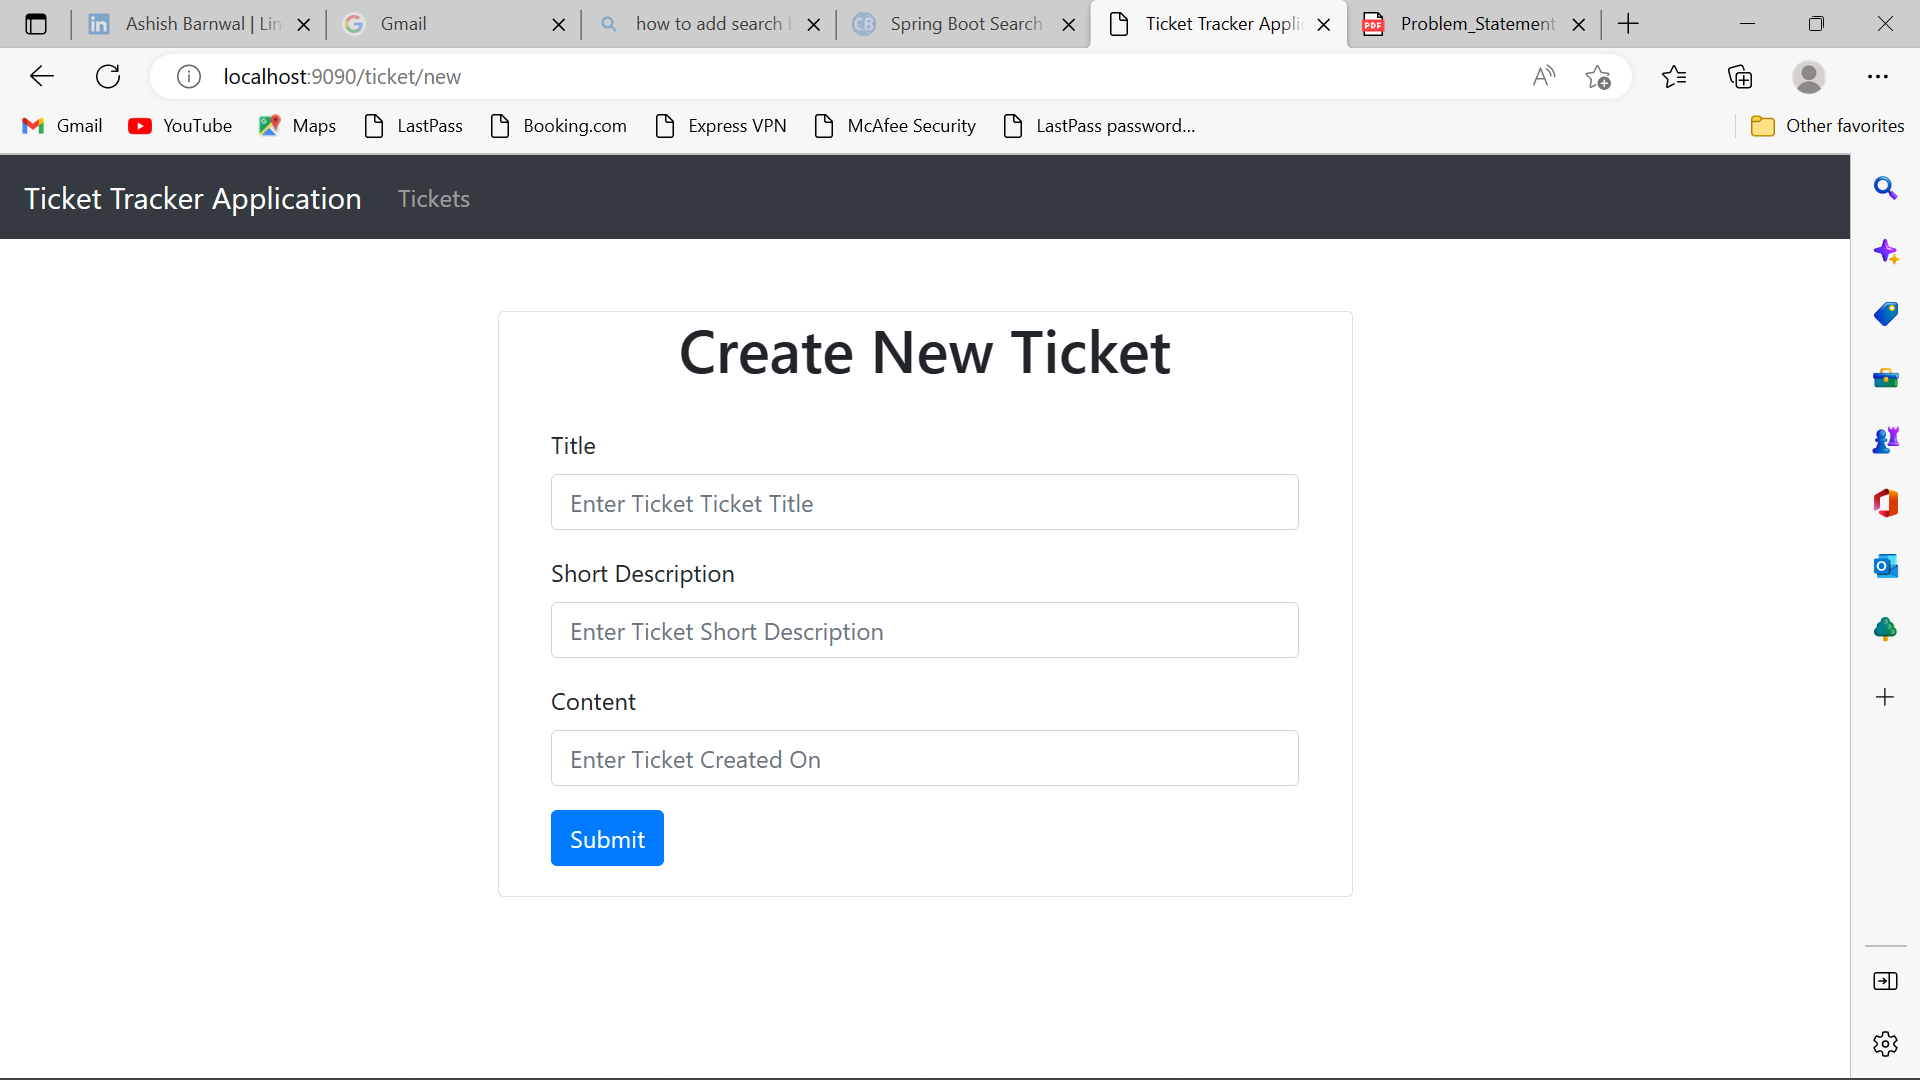 Ashish Barnwal | Lin
Gmail
how to add search b
Spring Boot Search
Ticket Tracker Appli
Problem_Statement
localhost:9090/ticket/new
Gmail
YouTube
Maps
LastPass
Booking.com
Express VPN
McAfee Security
LastPass password...
Other favorites
Ticket Tracker Application
Tickets
Create New Ticket
Title
Enter Ticket Ticket Title
Short Description
Enter Ticket Short Description
Content
Enter Ticket Created On
Submit